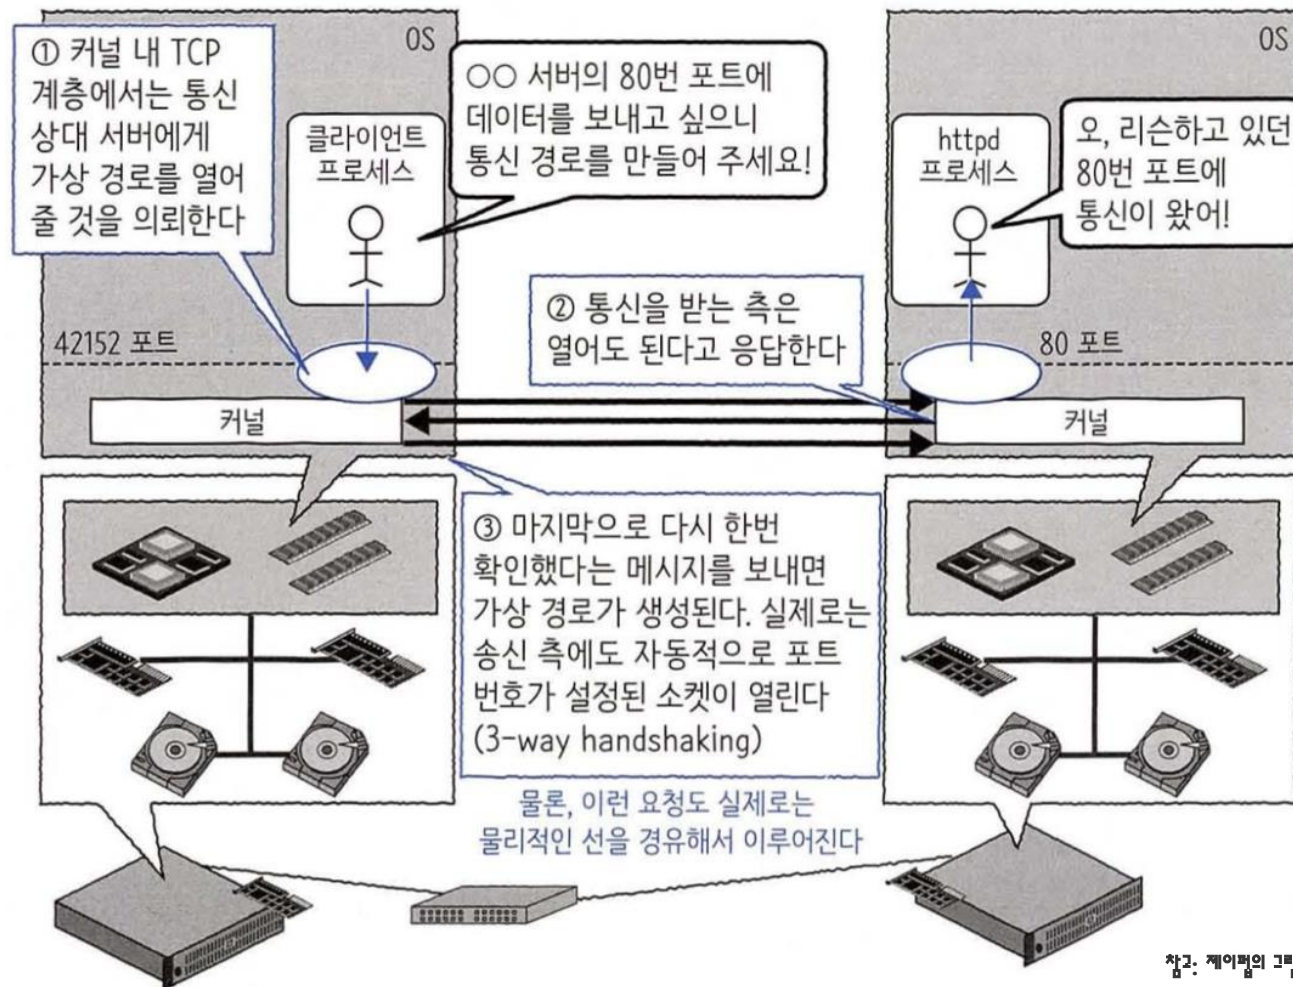 OS
① 커널 내 TCP
계층에서는 통신
상대 서버에게
가상 경로를 열어
줄 것을 의뢰한다
클라이언트
프로세스
○○ 서버의 80번 포트에
데이터를 보내고 싶으니
통신 경로를 만들어 주세요!
OS
httpd
프로세스
오, 리슨하고 있던
80번 포트에
통신이 왔어!
② 통신을 받는 측은
열어도 된다고 응답한다
42152 포트
80 포트
커널
커널
③ 마지막으로 다시 한번
확인했다는 메시지를 보내면
가상 경로가 생성된다. 실제로는
송신 측에도 자동적으로 포트
번호가 설정된 소켓이 열린다
(3-way handshaking)
물론, 이런 요청도 실제로는
물리적인 선을 경유해서 이루어진다
참고: 제이펍의